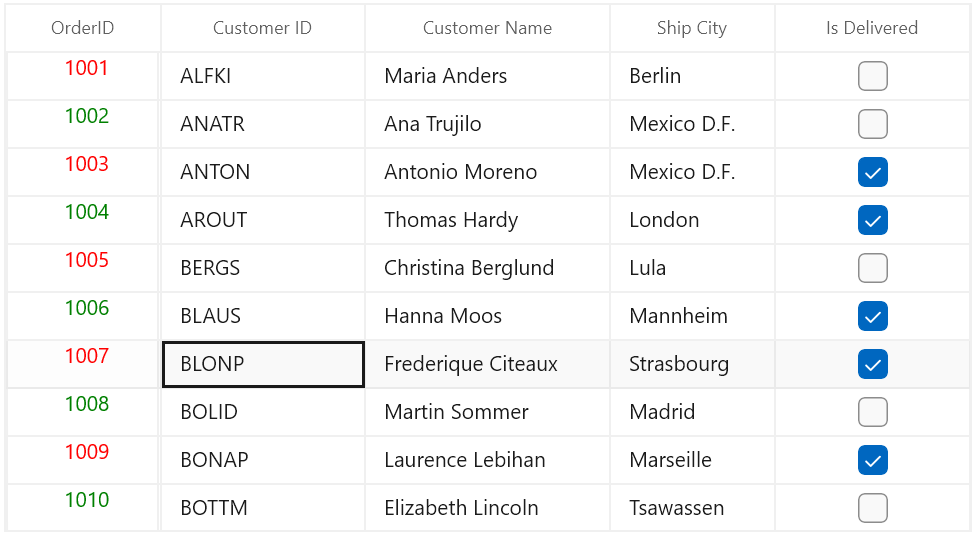 OrderID Customer ID Customer Name Ship City Is Delivered
1001 ALFKI Maria Anders Berlin
1002 ANATR Ana Trujilo Mexico D.F.
1003 ANTON Antonio Moreno Mexico D.F.
1004 AROUT Thomas Hardy London
1005 BERGS Christina Berglund Lula
1006 BLAUS Hanna Moos Mannheim
1007 BLONP Frederique Citeaux Strasbourg
1008 BOLID Martin Sommer Madrid
1009 BONAP Laurence Lebihan Marseille
1010 BOTTM Elizabeth Lincoln Tsawassen